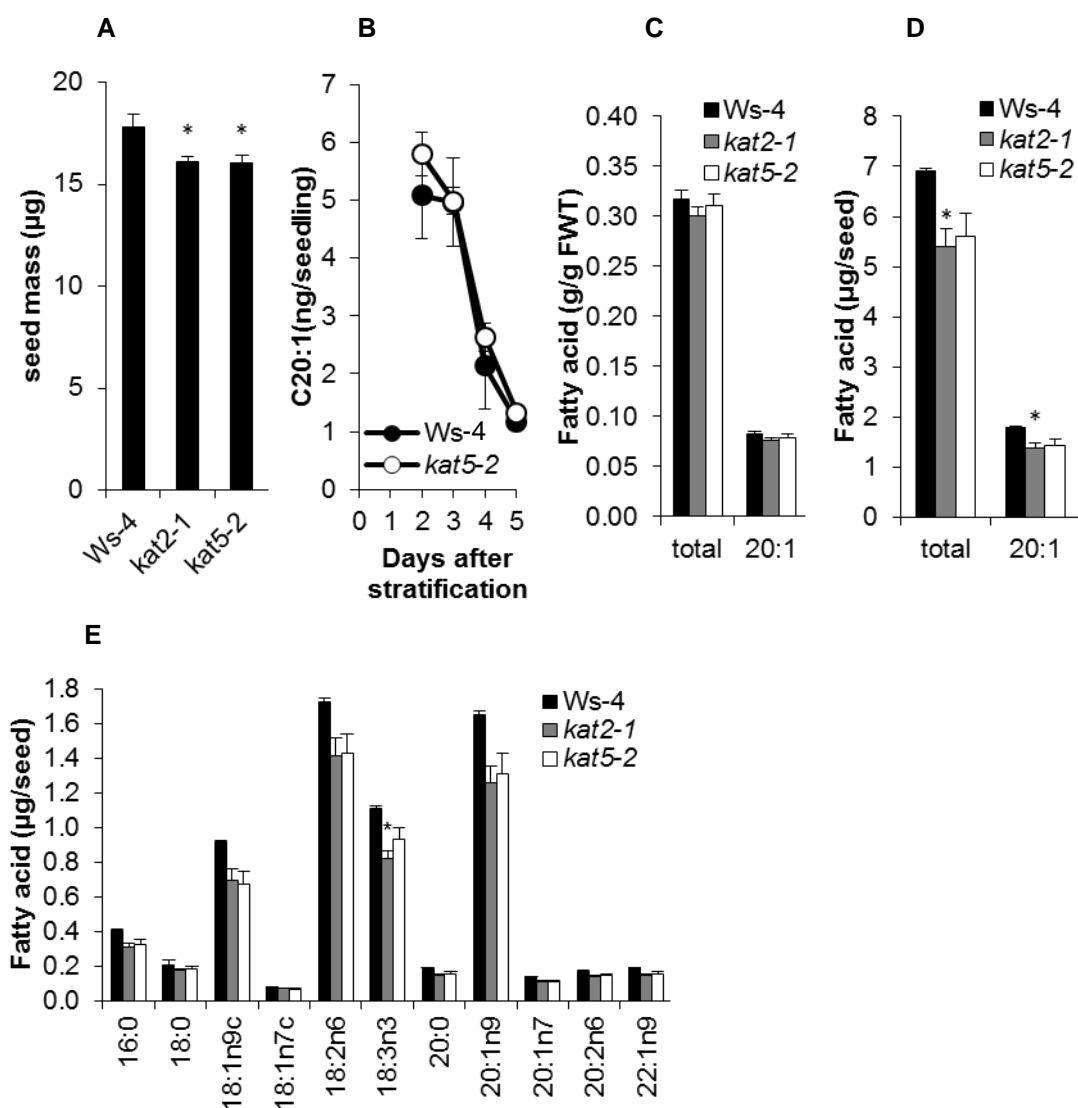 A
B
C
D
seed mass (µg)
20
15
10
5
0
Ws-4
kat2-1
kat5-2
*
*
C20:1(ng/seedling)
7
6
5
4
3
2
1
0
Ws-4
kat5-2
0 1 2 3 4 5
Days after
stratification
Fatty acid (g/g FWT)
0.40
0.35
0.30
0.25
0.20
0.15
0.10
0.05
0.00
Ws-4
kat2-1
kat5-2
total 20:1
Fatty acid (µg/seed)
8
7
6
5
4
3
2
1
0
Ws-4
kat2-1
kat5-2
*
*
total 20:1
E
Fatty acid (µg/seed)
1.8
1.6
1.4
1.2
1.0
0.8
0.6
0.4
0.2
0.0
Ws-4
kat2-1
kat5-2
*
16:0
18:0
18:1n9c
18:1n7c
18:2n6
18:3n3
20:0
20:1n9
20:1n7
20:2n6
22:1n9